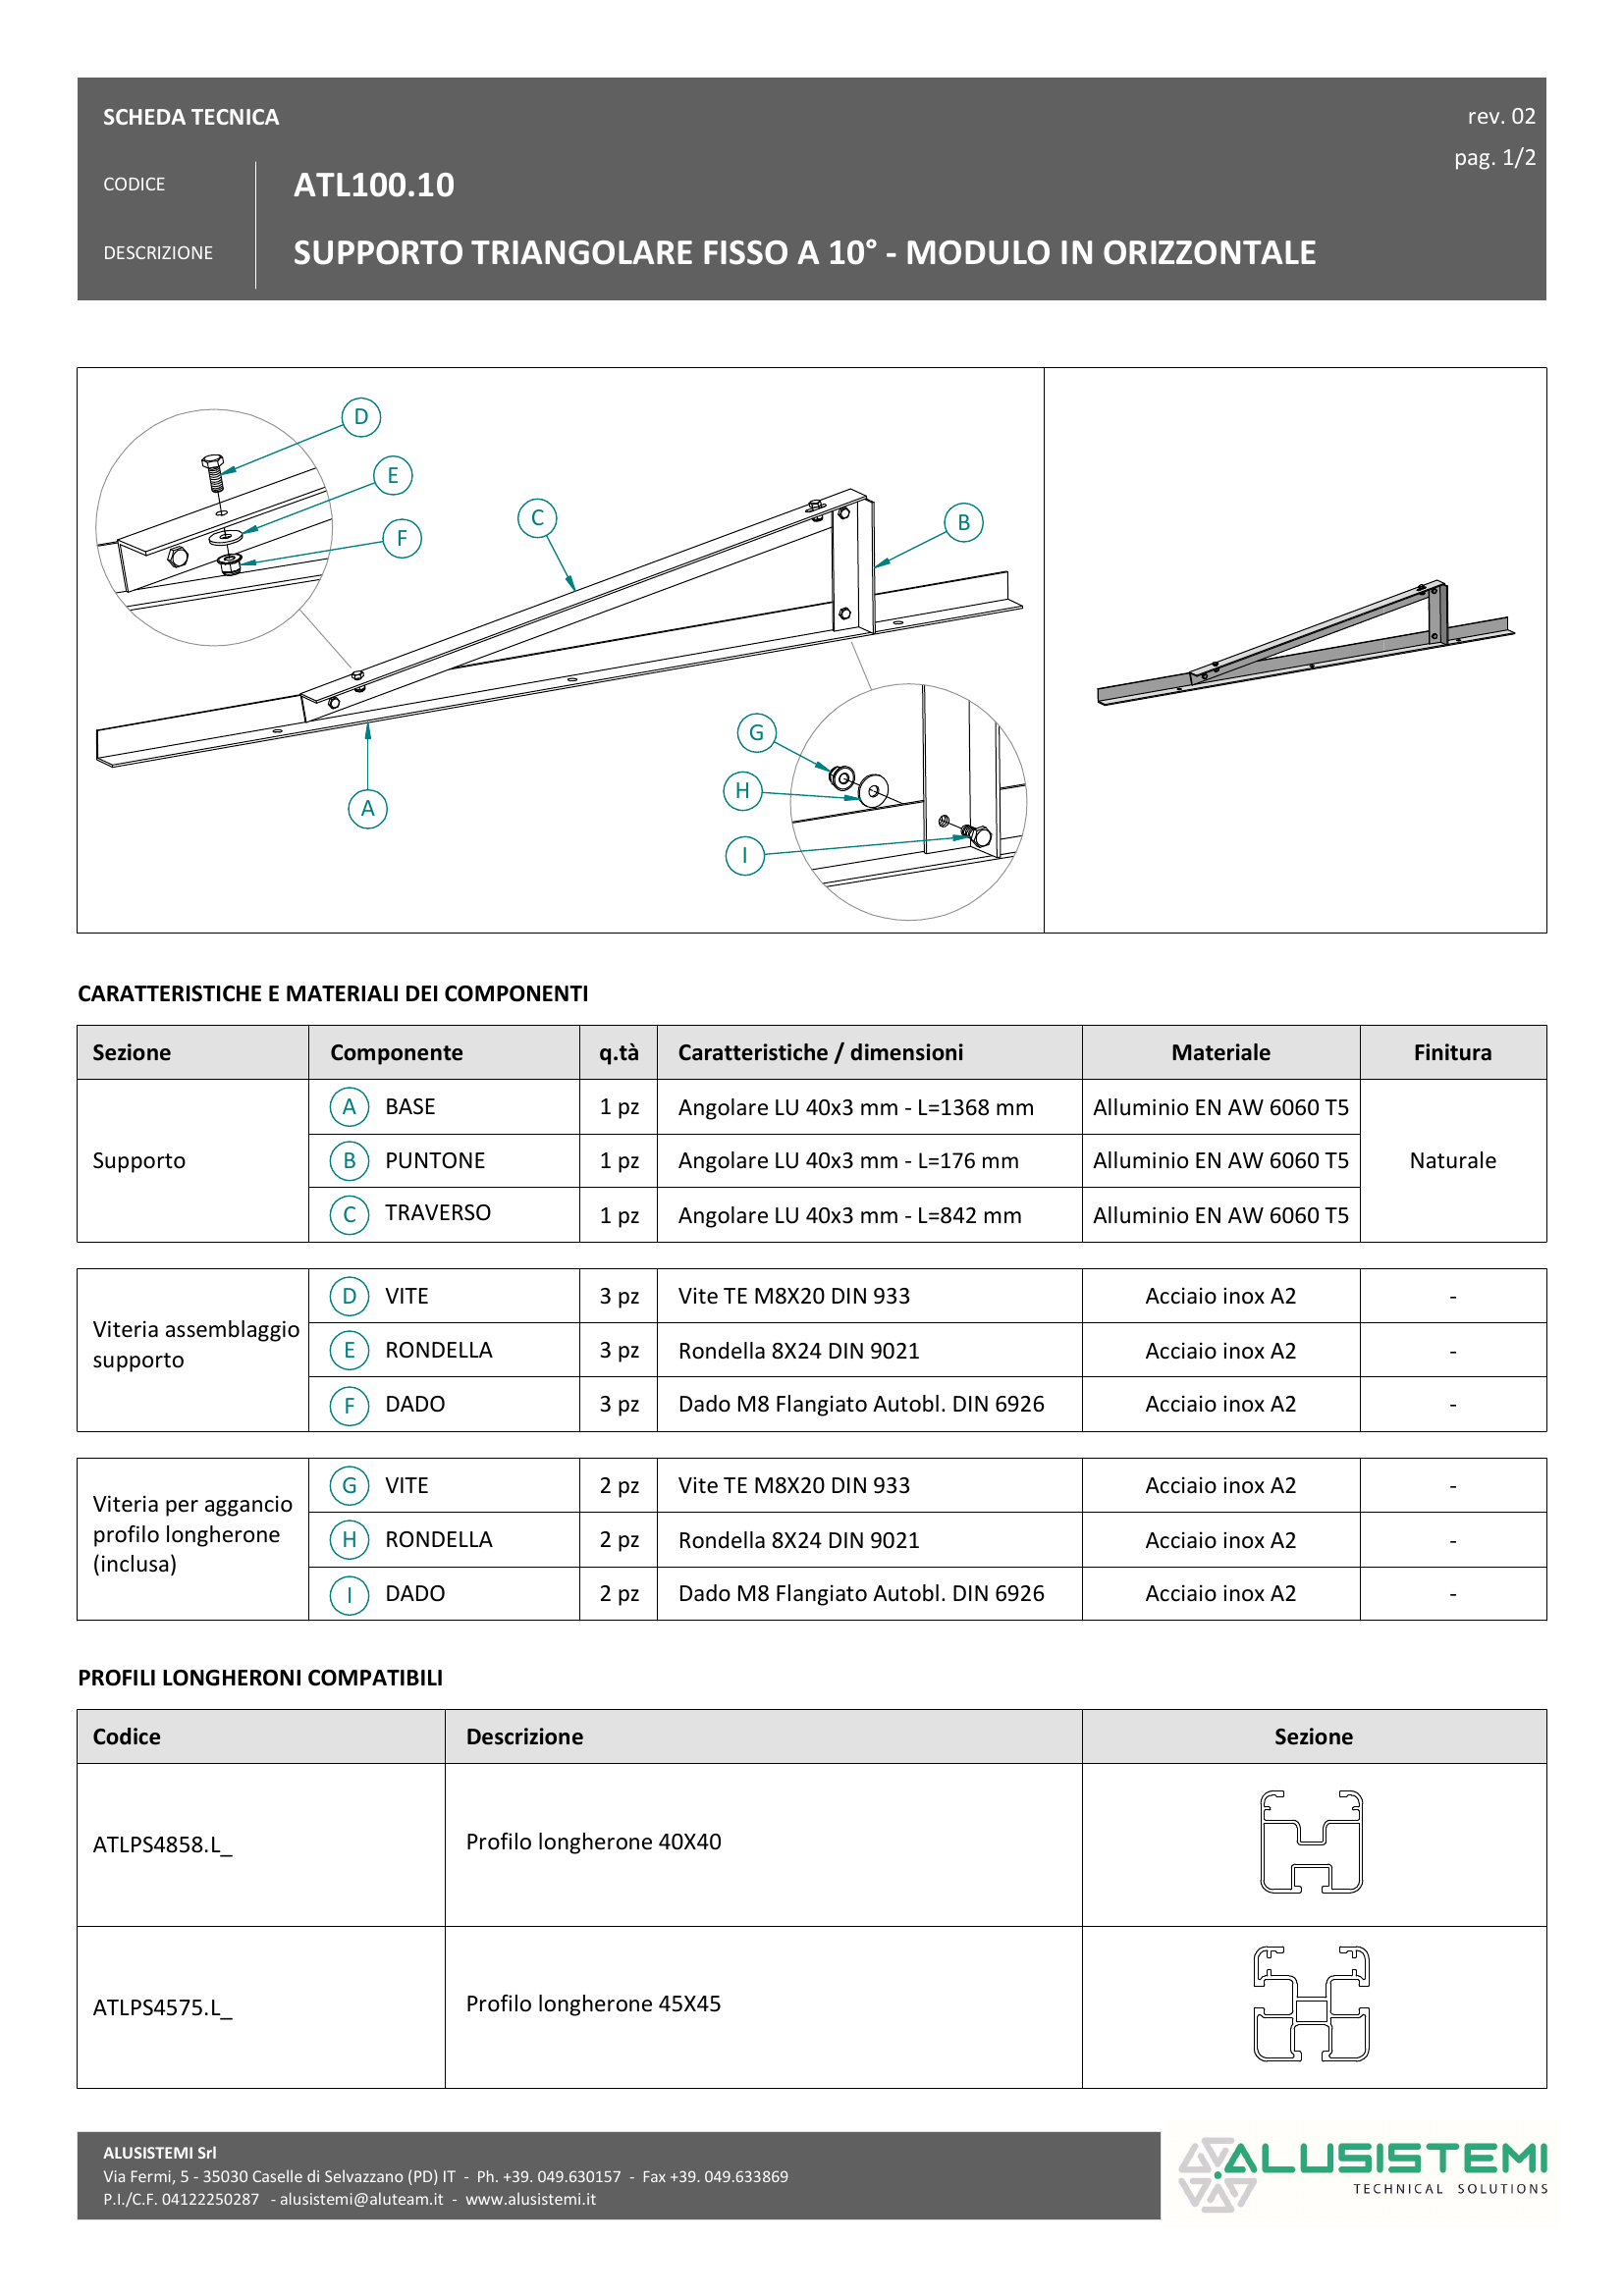 SCHEDA TECNICA
rev. 02
pag. 1/2
CODICE
ATL100.10
DESCRIZIONE
SUPPORTO TRIANGOLARE FISSO A 10° - MODULO IN ORIZZONTALE
D
E
F
C
B
A
G
H
I
CARATTERISTICHE E MATERIALI DEI COMPONENTI
Sezione Componente q.tà Caratteristiche / dimensioni Materiale Finitura
Supporto
A BASE 1 pz Angolare LU 40x3 mm - L=1368 mm Alluminio EN AW 6060 T5
B PUNTONE 1 pz Angolare LU 40x3 mm - L=176 mm Alluminio EN AW 6060 T5
C TRAVERSO 1 pz Angolare LU 40x3 mm - L=842 mm Alluminio EN AW 6060 T5
Naturale
Viteria assemblaggio
supporto
D VITE 3 pz Vite TE M8X20 DIN 933 Acciaio inox A2 -
E RONDELLA 3 pz Rondella 8X24 DIN 9021 Acciaio inox A2 -
F DADO 3 pz Dado M8 Flangiato Autobl. DIN 6926 Acciaio inox A2 -
Viteria per aggancio
profilo longherone
(inclusa)
G VITE 2 pz Vite TE M8X20 DIN 933 Acciaio inox A2 -
H RONDELLA 2 pz Rondella 8X24 DIN 9021 Acciaio inox A2 -
I DADO 2 pz Dado M8 Flangiato Autobl. DIN 6926 Acciaio inox A2 -
PROFILI LONGHERONI COMPATIBILI
Codice Descrizione Sezione
ATLPS4858.L_ Profilo longherone 40X40
ATLPS4575.L_ Profilo longherone 45X45
ALUSISTEMI Srl
Via Fermi, 5 - 35030 Caselle di Selvazzano (PD) IT - Ph. +39. 049.630157 - Fax +39. 049.633869
P.I./C.F. 04122250287 - alusistemi@aluteam.it - www.alusistemi.it
ALUSISTEMI
TECHNICAL SOLUTIONS